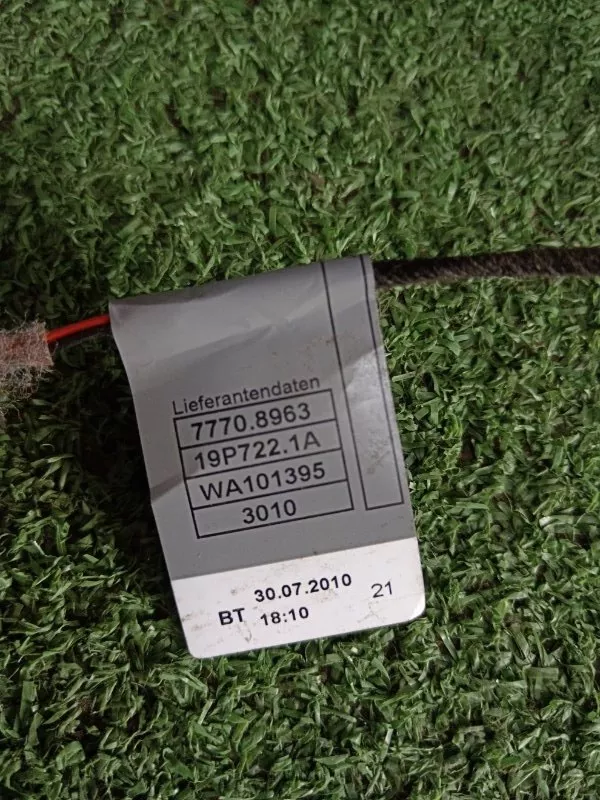 Lieferantendaten
7770.8963
19P722.1A
WA101395
3010
30.07.2010
BT 18:10 21